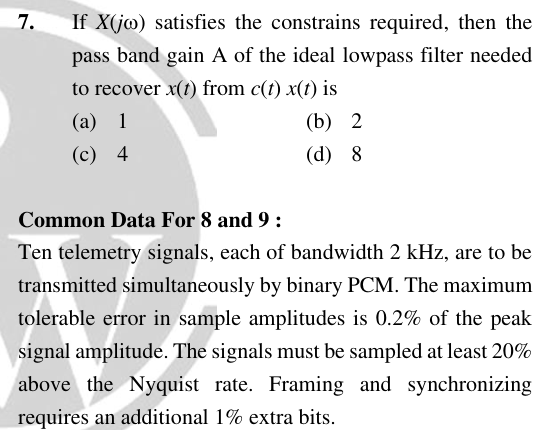 7. If X(jω) satisfies the constrains required, then the
pass band gain A of the ideal lowpass filter needed
to recover x(t) from c(t) x(t) is
(a) 1 (b) 2
(c) 4 (d) 8
Common Data For 8 and 9 :
Ten telemetry signals, each of bandwidth 2 kHz, are to be
transmitted simultaneously by binary PCM. The maximum
tolerable error in sample amplitudes is 0.2% of the peak
signal amplitude. The signals must be sampled at least 20%
above the Nyquist rate. Framing and synchronizing
requires an additional 1% extra bits.